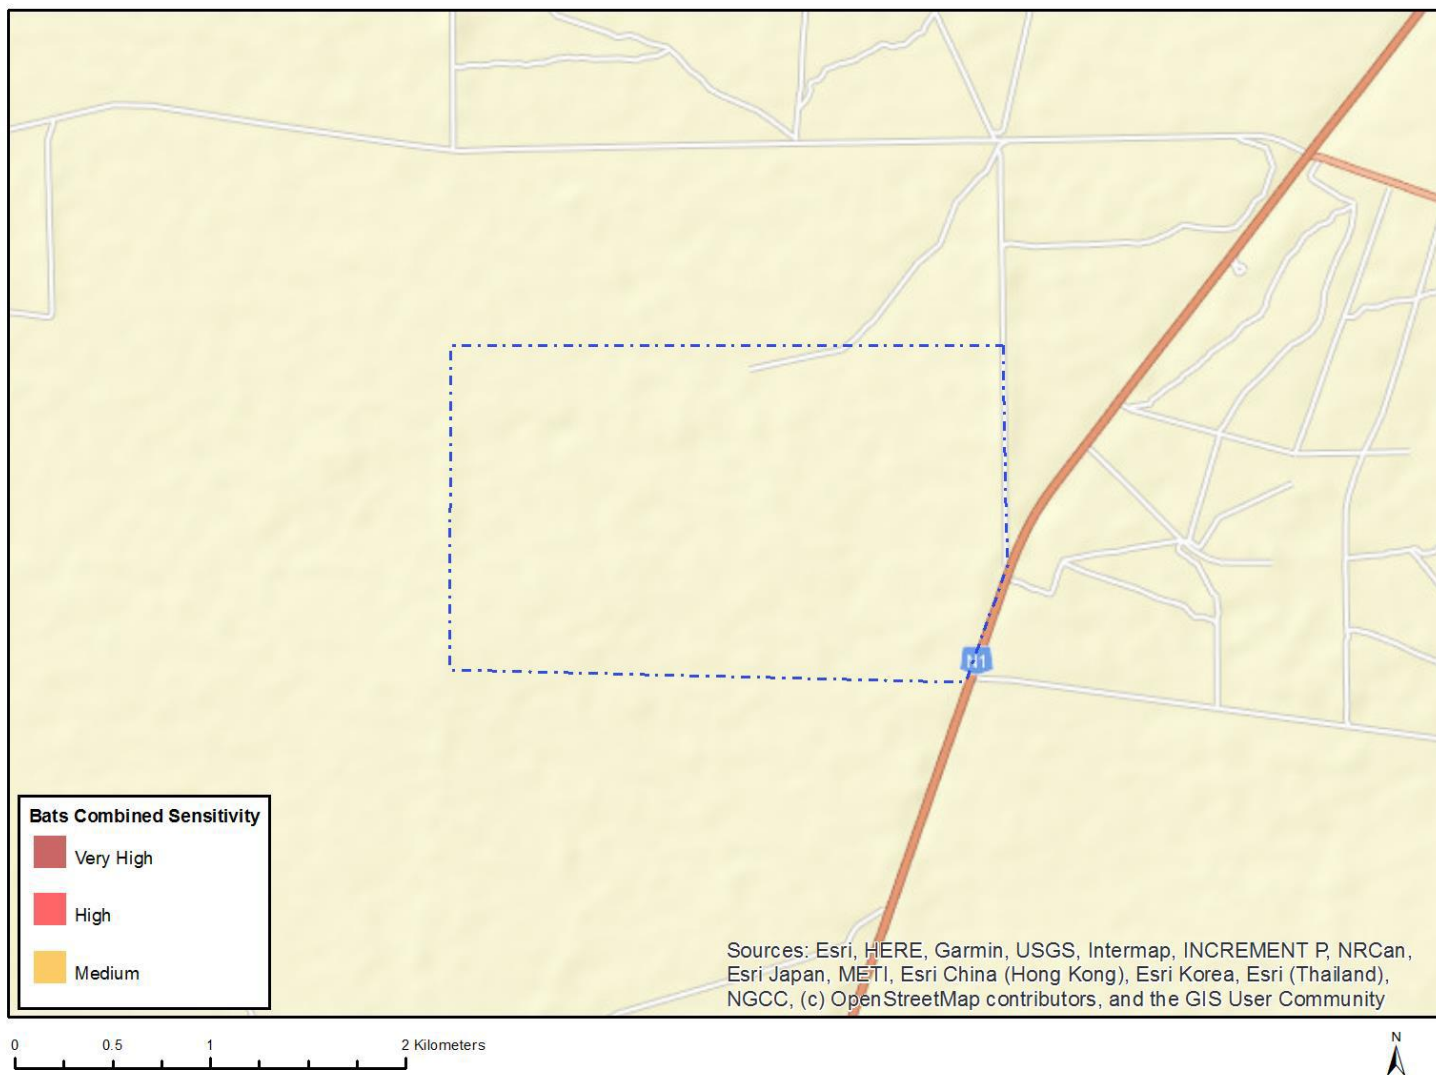 N1
Bats Combined Sensitivity
Very High
High
Medium
Sources: Esri, HERE, Garmin, USGS, Intermap, INCREMENT P, NRCan,
Esri Japan, METI, Esri China (Hong Kong), Esri Korea, Esri (Thailand),
NGCC, (c) OpenStreetMap contributors, and the GIS User Community
0 0.5 1 2 Kilometers
N